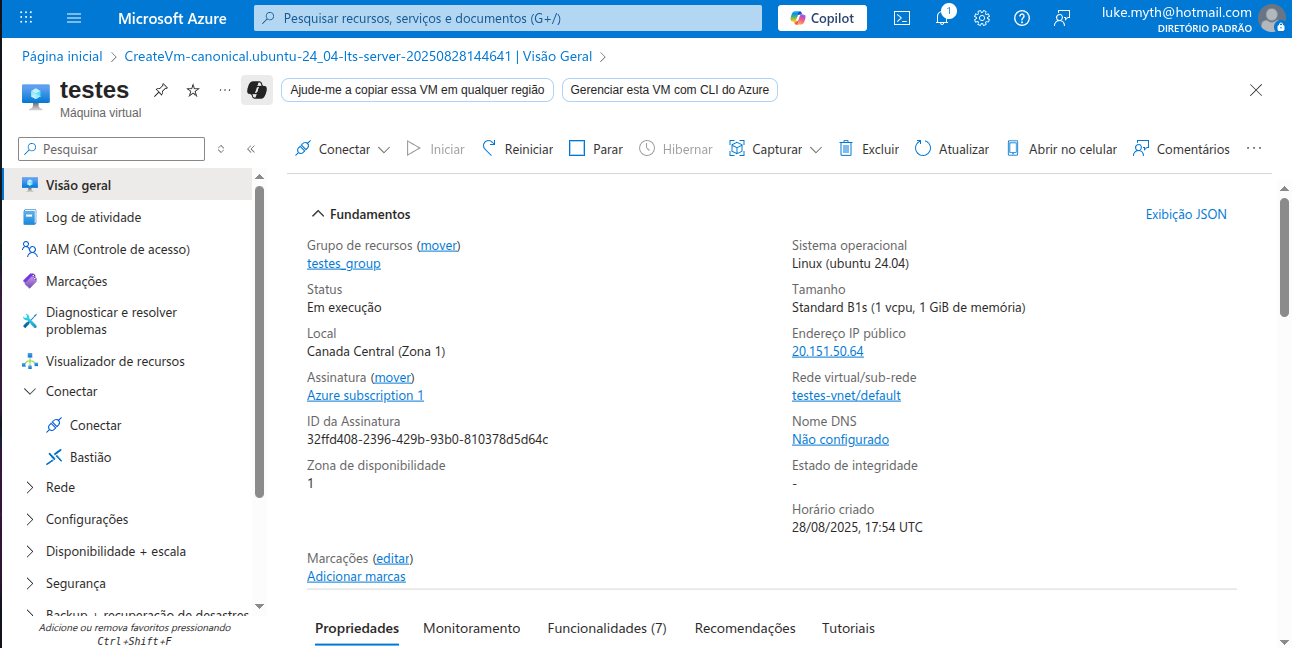 Microsoft Azure
Pesquisar recursos, serviços e documentos (G+/)
Copilot
1
luke.myth@hotmail.com
DIRETÓRIO PADRÃO
Página inicial > CreateVm-canonical.ubuntu-24_04-lts-server-20250828144641 | Visão Geral >
testes
Máquina virtual
Ajude-me a copiar essa VM em qualquer região
Gerenciar esta VM com CLI do Azure
Pesquisar
Conectar
Iniciar
Reiniciar
Parar
Hibernar
Capturar
Excluir
Atualizar
Abrir no celular
Comentários
Visão geral
Log de atividade
IAM (Controle de acesso)
Marcações
Diagnosticar e resolver
problemas
Visualizador de recursos
Conectar
Conectar
Bastião
Rede
Configurações
Disponibilidade + escala
Segurança
Backup + recuperação de desastres
Adicione ou remova favoritos pressionando
Ctrl+Shift+F
Fundamentos
Exibição JSON
Grupo de recursos (mover)
testes_group
Status
Em execução
Local
Canada Central (Zona 1)
Assinatura (mover)
Azure subscription 1
ID da Assinatura
32ffd408-2396-429b-93b0-810378d5d64c
Zona de disponibilidade
1
Sistema operacional
Linux (ubuntu 24.04)
Tamanho
Standard B1s (1 vcpu, 1 GiB de memória)
Endereço IP público
20.151.50.64
Rede virtual/sub-rede
testes-vnet/default
Nome DNS
Não configurado
Estado de integridade
-
Horário criado
28/08/2025, 17:54 UTC
Marcações (editar)
Adicionar marcas
Propriedades
Monitoramento
Funcionalidades (7)
Recomendações
Tutoriais